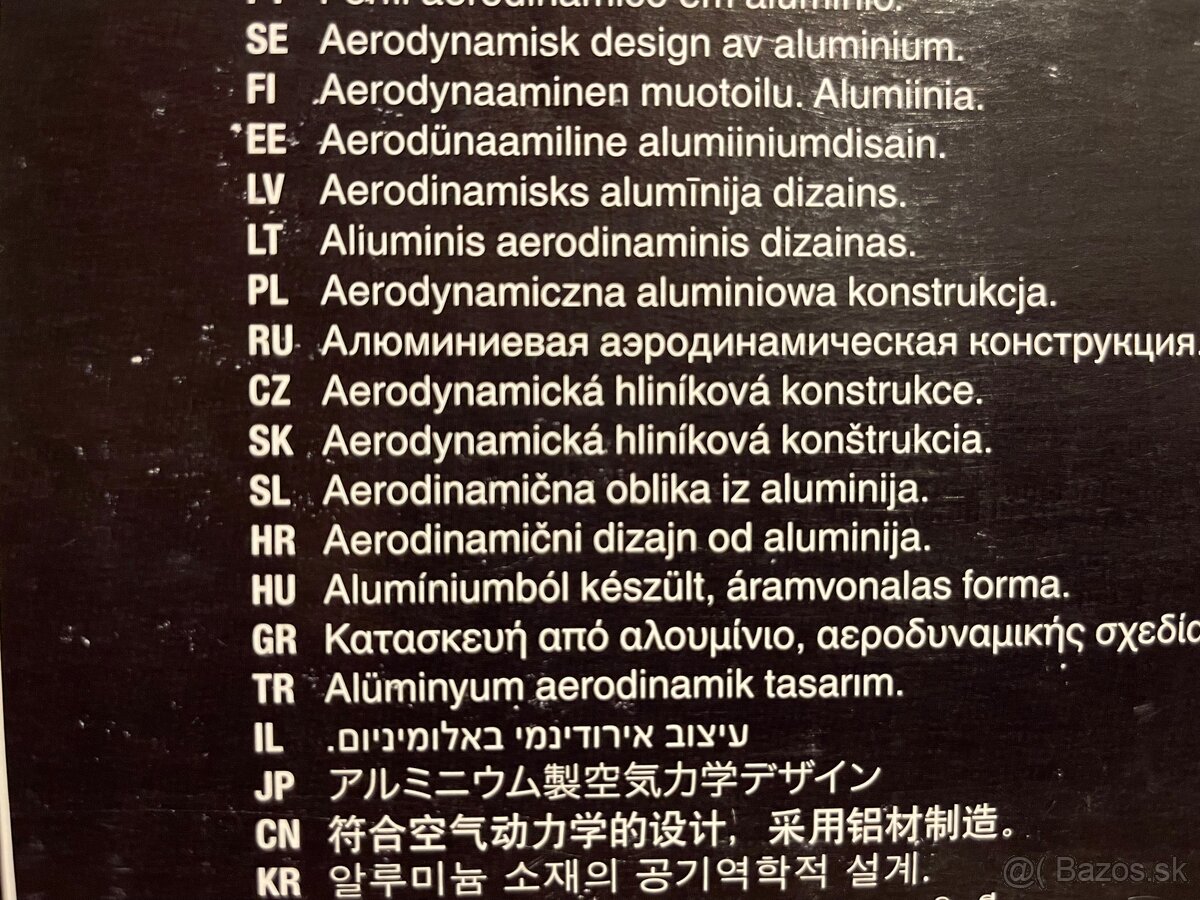 aerodinâmico em alumínio.
SE Aerodynamisk design av aluminium.
FI Aerodynaaminen muotoilu. Alumiinia.
EE Aerodünaamiline alumiiniumdisain.
LV Aerodinamisks alumīnija dizains.
LT Aliuminis aerodinaminis dizainas.
PL Aerodynamiczna aluminiowa konstrukcja.
RU Алюминиевая аэродинамическая конструкция.
CZ Aerodynamická hliníková konstrukce.
SK Aerodynamická hliníková konštrukcia.
SL Aerodinamična oblika iz aluminija.
HR Aerodinamični dizajn od aluminija.
HU Alumíniumból készült, áramvonalas forma.
GR Κατασκευή από αλουμίνιο, αεροδυναμικής
TR Alüminyum aerodinamik tasarım.
IL עיצוב אירודינמי באלומיניום.
JP アルミニウム製空気力学デザイン
CN 符合空气动力学的设计，采用铝材制造。
KR 알루미늄 소재의 공기역학적 설계.
@( Bazos.sk